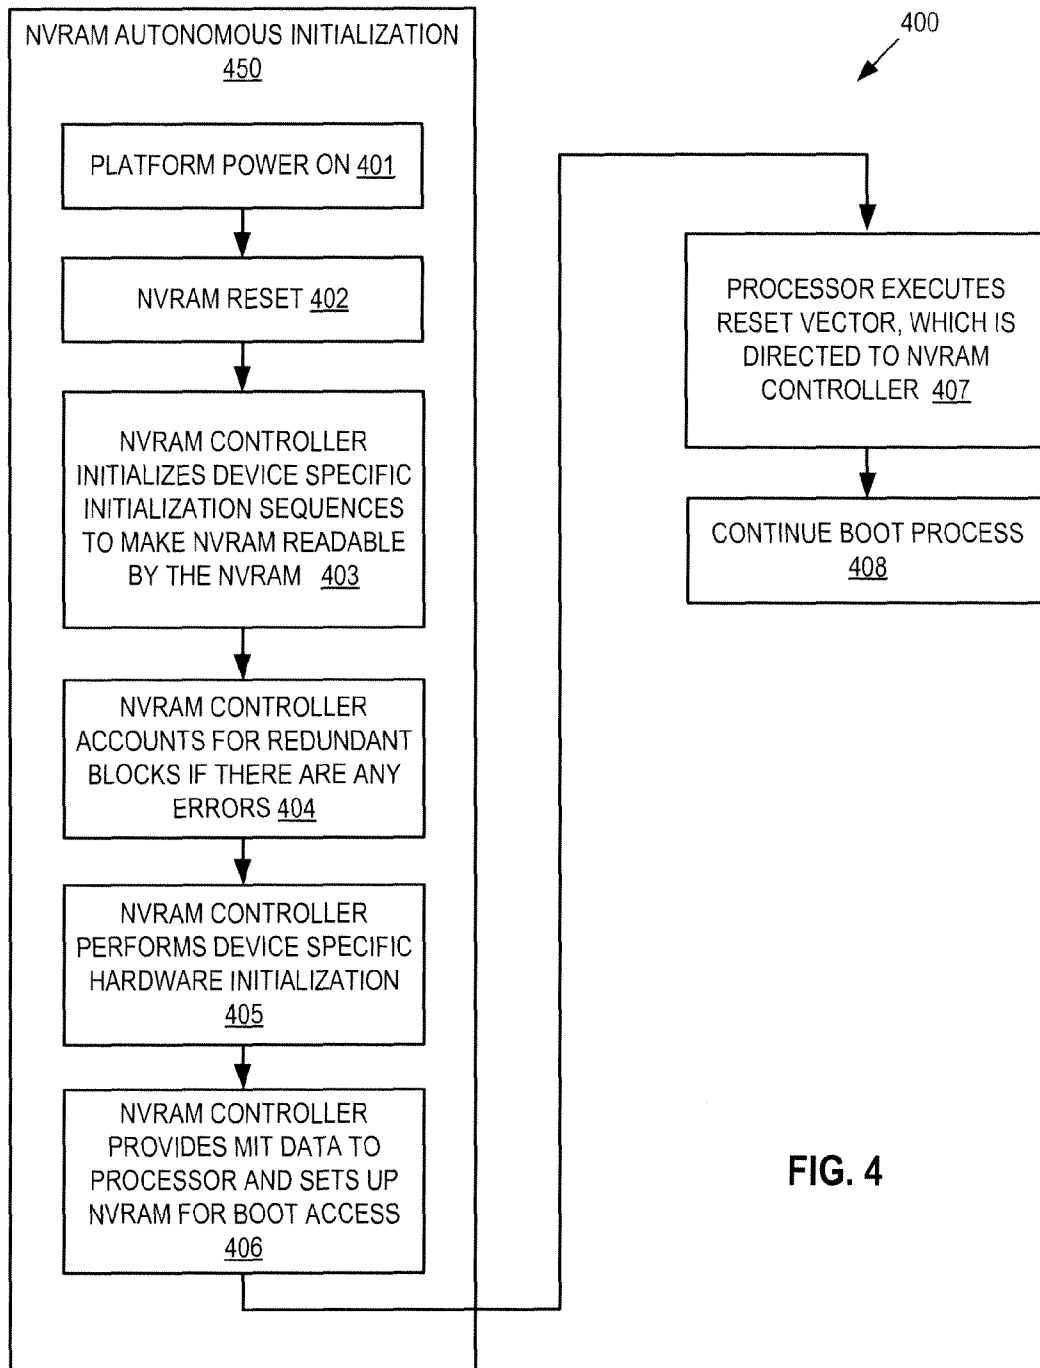 NVRAM AUTONOMOUS INITIALIZATION
450
PLATFORM POWER ON 401
NVRAM RESET 402
NVRAM CONTROLLER
INITIALIZES DEVICE SPECIFIC
INITIALIZATION SEQUENCES
TO MAKE NVRAM READABLE
BY THE NVRAM 403
NVRAM CONTROLLER
ACCOUNTS FOR REDUNDANT
BLOCKS IF THERE ARE ANY
ERRORS 404
NVRAM CONTROLLER
PERFORMS DEVICE SPECIFIC
HARDWARE INITIALIZATION
405
NVRAM CONTROLLER
PROVIDES MIT DATA TO
PROCESSOR AND SETS UP
NVRAM FOR BOOT ACCESS
406
400
PROCESSOR EXECUTES
RESET VECTOR, WHICH IS
DIRECTED TO NVRAM
CONTROLLER 407
CONTINUE BOOT PROCESS
408
FIG. 4